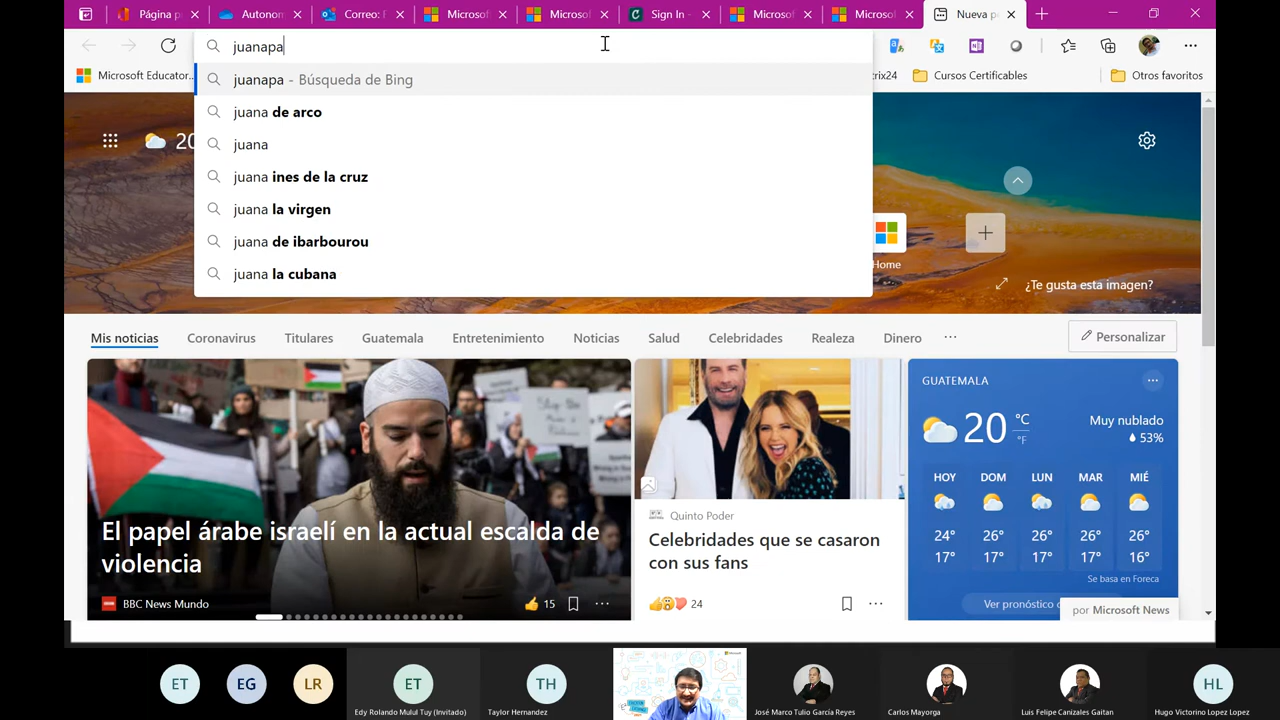 Página p
Autonom
Correo: F
Microsof
Microsof
Sign In -
Microsof
Microsof
Nueva pe
juanapa
juanapa - Búsqueda de Bing
juana de arco
juana
juana ines de la cruz
juana la virgen
juana de ibarbourou
juana la cubana
Microsoft Educator...
rix24
Cursos Certificables
Otros favoritos
20
Home
¿Te gusta esta imagen?
Mis noticias
Coronavirus
Titulares
Guatemala
Entretenimiento
Noticias
Salud
Celebridades
Realeza
Dinero
Personalizar
El papel árabe israelí en la actual escalda de
violencia
BBC News Mundo
15
Quinto Poder
Celebridades que se casaron
con sus fans
24
GUATEMALA
20 °C
°F
Muy nublado
53%
HOY DOM LUN MAR MIÉ
24° 26° 26° 26° 26°
17° 17° 17° 17° 16°
Se basa en Foreca
Ver pronóstico
por Microsoft News
ET
EG
LR
ET
Edy Rolando Mulul Tuy (Invitado)
TH
Taylor Hernandez
José Marco Tulio García Reyes
Carlos Mayorga
Luis Felipe Canizales Gaitan
HL
Hugo Victorino Lopez Lopez